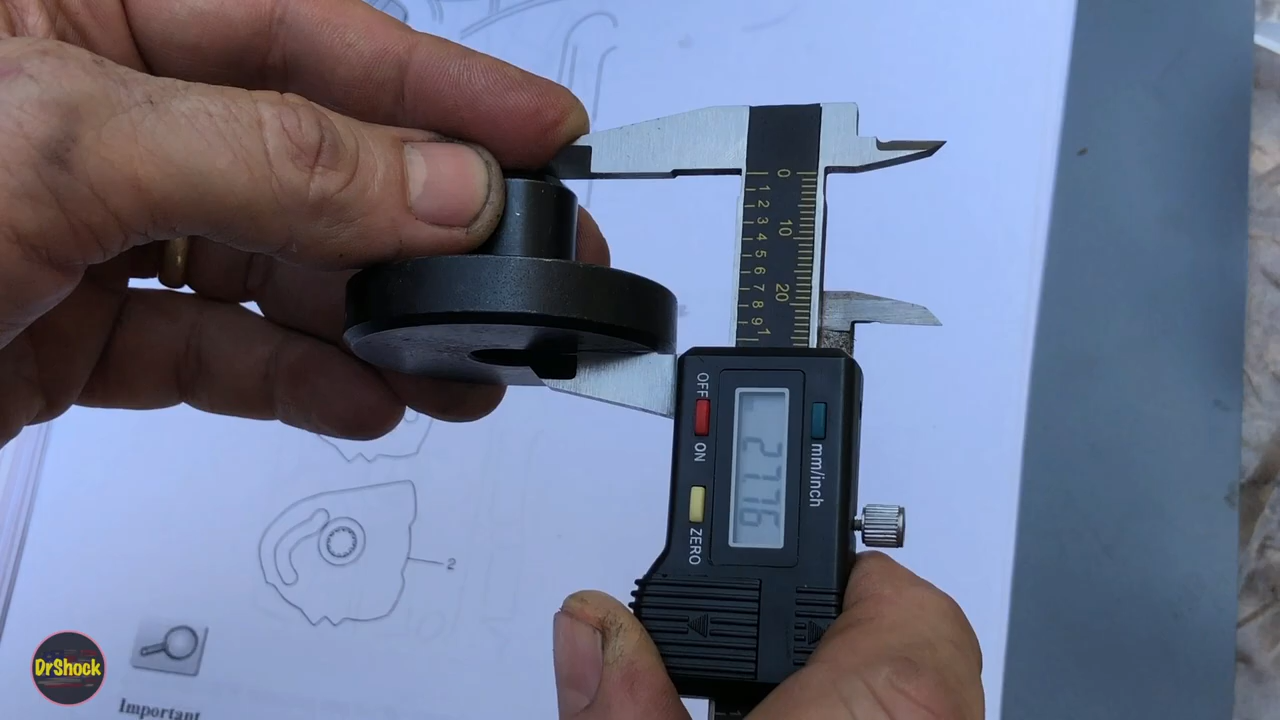 0
1 2 3 4 5 6 7 8 9 1
10
20
OFF
ON
ZERO
mm/inch
27.76
2
DrShock
Important